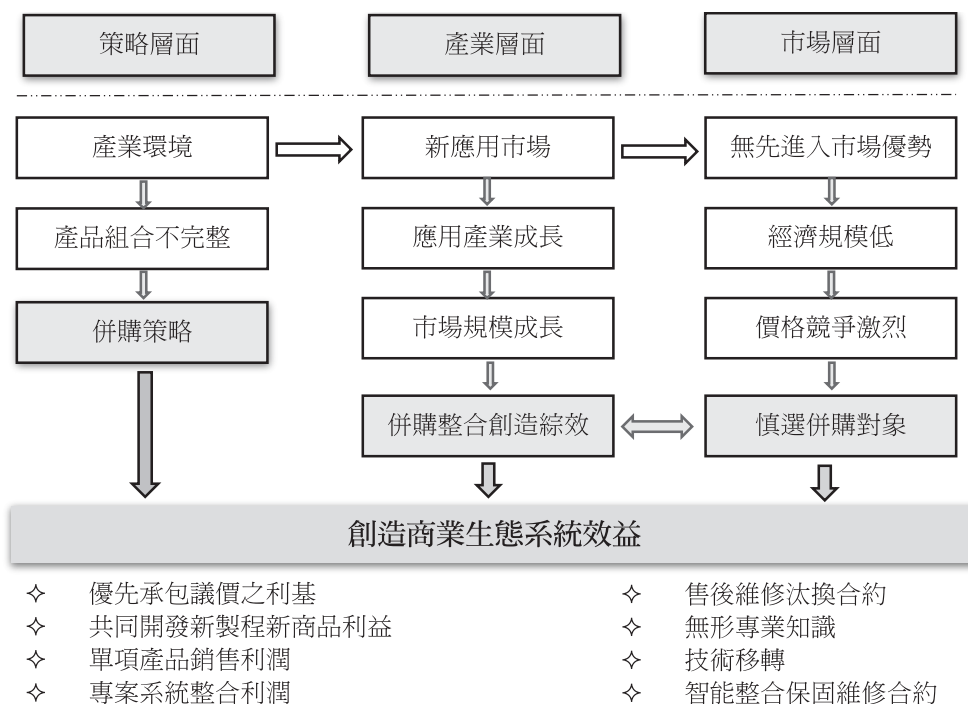 策略層面
產業層面
市場層面
產業環境
新應用市場
無先進入市場優勢
產品組合不完整
應用產業成長
經濟規模低
併購策略
市場規模成長
價格競爭激烈
併購整合創造綜效
慎選併購對象
創造商業生態系統效益
✧ 優先承包議價之利基
✧ 共同開發新製程新商品利益
✧ 單項產品銷售利潤
✧ 專案系統整合利潤
✧ 售後維修汰換合約
✧ 無形專業知識
✧ 技術移轉
✧ 智能整合保固維修合約